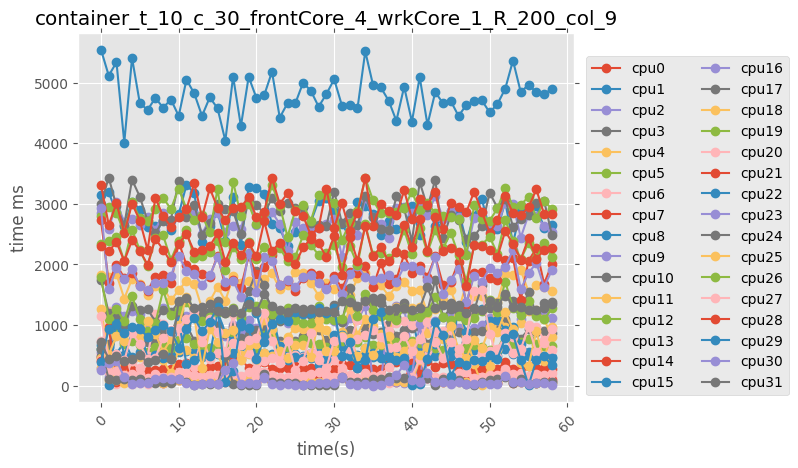 container_t_10_c_30_frontCore_4_wrkCore_1_R_200_col_9
time ms
5000
4000
3000
2000
1000
0
0
10
20
30
40
50
60
time(s)
cpu0
cpu1
cpu2
cpu3
cpu4
cpu5
cpu6
cpu7
cpu8
cpu9
cpu10
cpu11
cpu12
cpu13
cpu14
cpu15
cpu16
cpu17
cpu18
cpu19
cpu20
cpu21
cpu22
cpu23
cpu24
cpu25
cpu26
cpu27
cpu28
cpu29
cpu30
cpu31